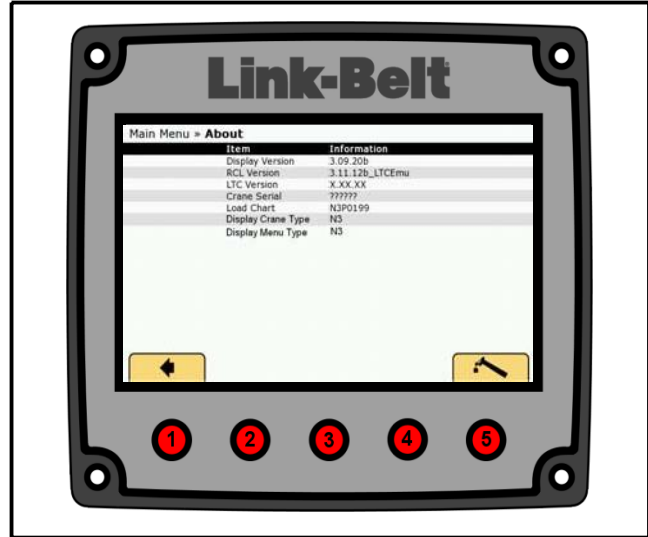 Link-Belt
Main Menu » About
Item Information
Display Version 3.09.20b
RCL Version 3.11.12b_LTCEmu
LTC Version X.XX.XX
Crane Serial ??????
Load Chart N3P0199
Display Crane Type N3
Display Menu Type N3
1 2 3 4 5